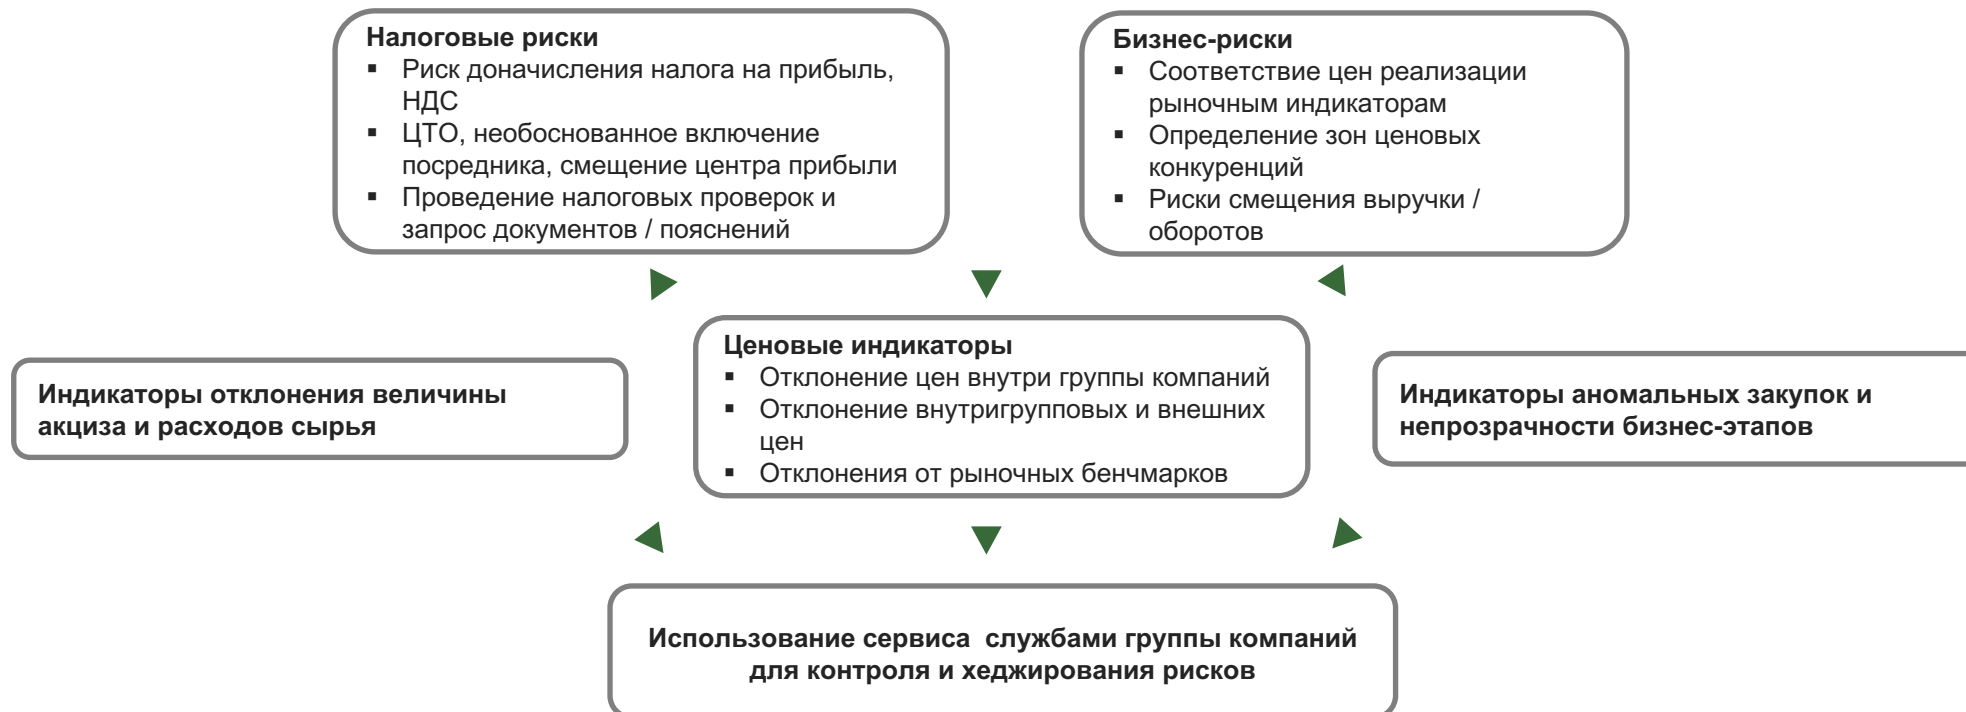 Налоговые риски
▪ Риск доначисления налога на прибыль,
НДС
▪ ЦТО, необоснованное включение
посредника, смещение центра прибыли
▪ Проведение налоговых проверок и
запрос документов / пояснений
Бизнес-риски
▪ Соответствие цен реализации
рыночным индикаторам
▪ Определение зон ценовых
конкуренций
▪ Риски смещения выручки /
оборотов
Индикаторы отклонения величины
акциза и расходов сырья
Ценовые индикаторы
▪ Отклонение цен внутри группы компаний
▪ Отклонение внутригрупповых и внешних
цен
▪ Отклонения от рыночных бенчмарков
Индикаторы аномальных закупок и
непрозрачности бизнес-этапов
Использование сервиса службами группы компаний
для контроля и хеджирования рисков